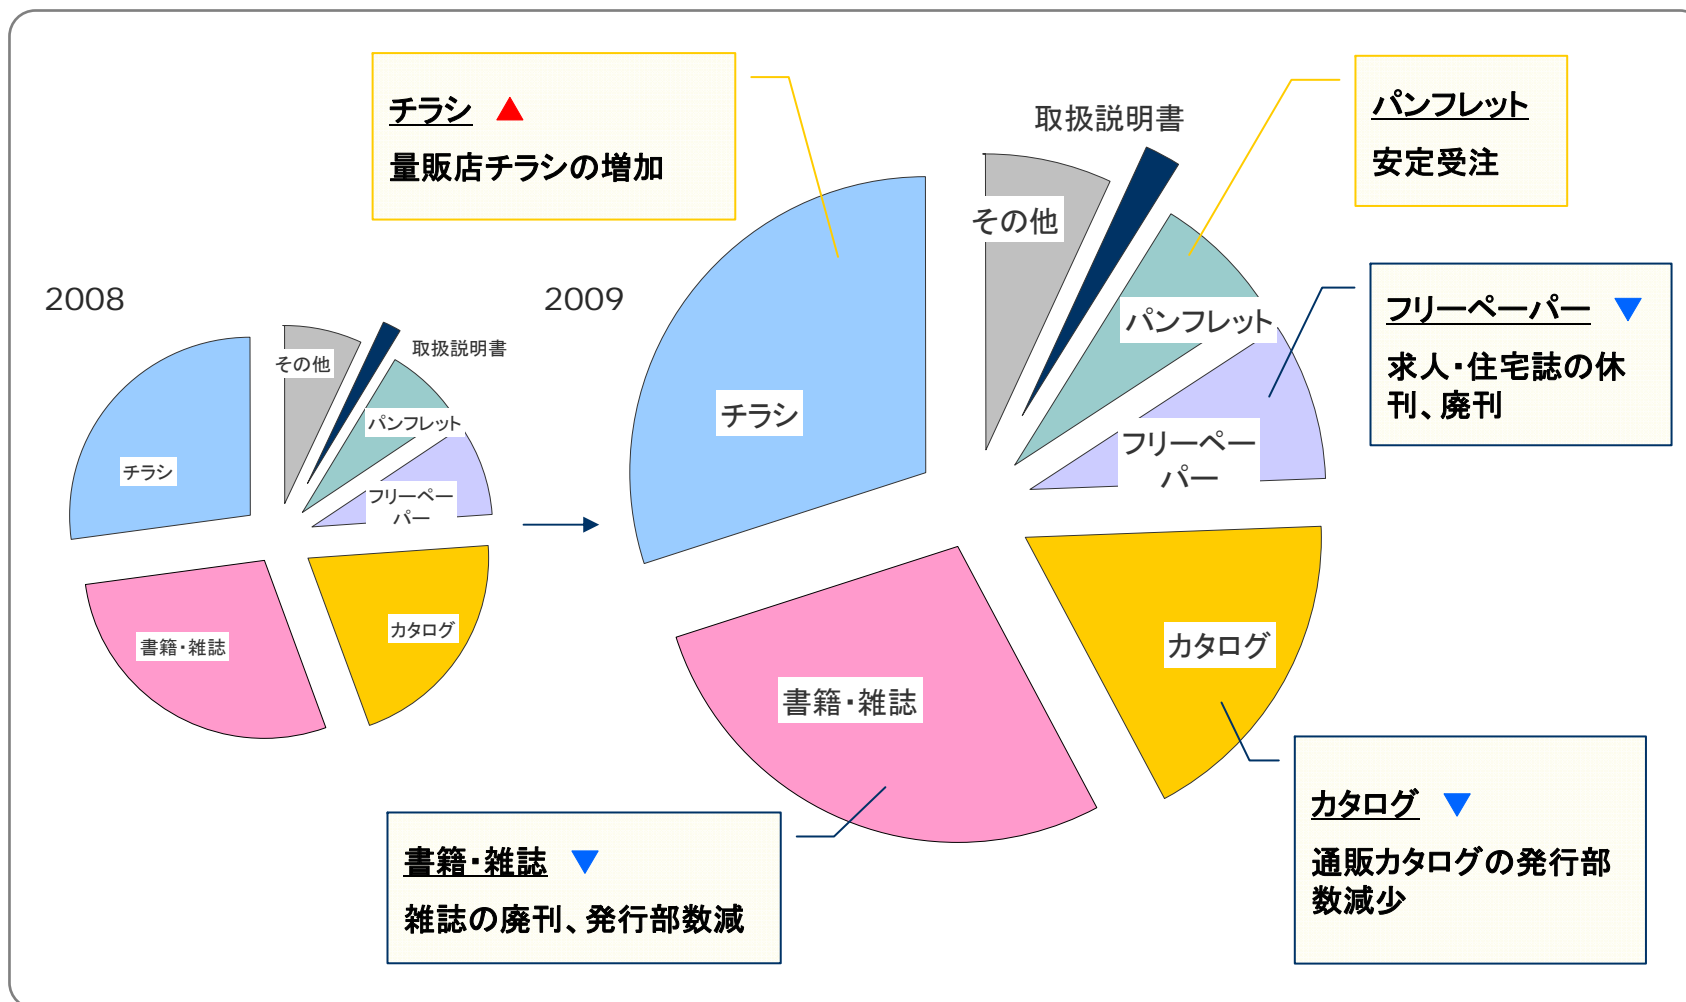 チラシ ▲
量販店チラシの増加
取扱説明書
パンフレット
安定受注
その他
2008
2009
フリーペーパー ▼
求人・住宅誌の休
刊、廃刊
パンフレット
チラシ
フリーペー
パー
その他
取扱説明書
パンフレット
チラシ
フリーペー
パー
カタログ
書籍・雑誌
カタログ
書籍・雑誌
カタログ ▼
通販カタログの発行部
数減少
書籍・雑誌 ▼
雑誌の廃刊、発行部数減